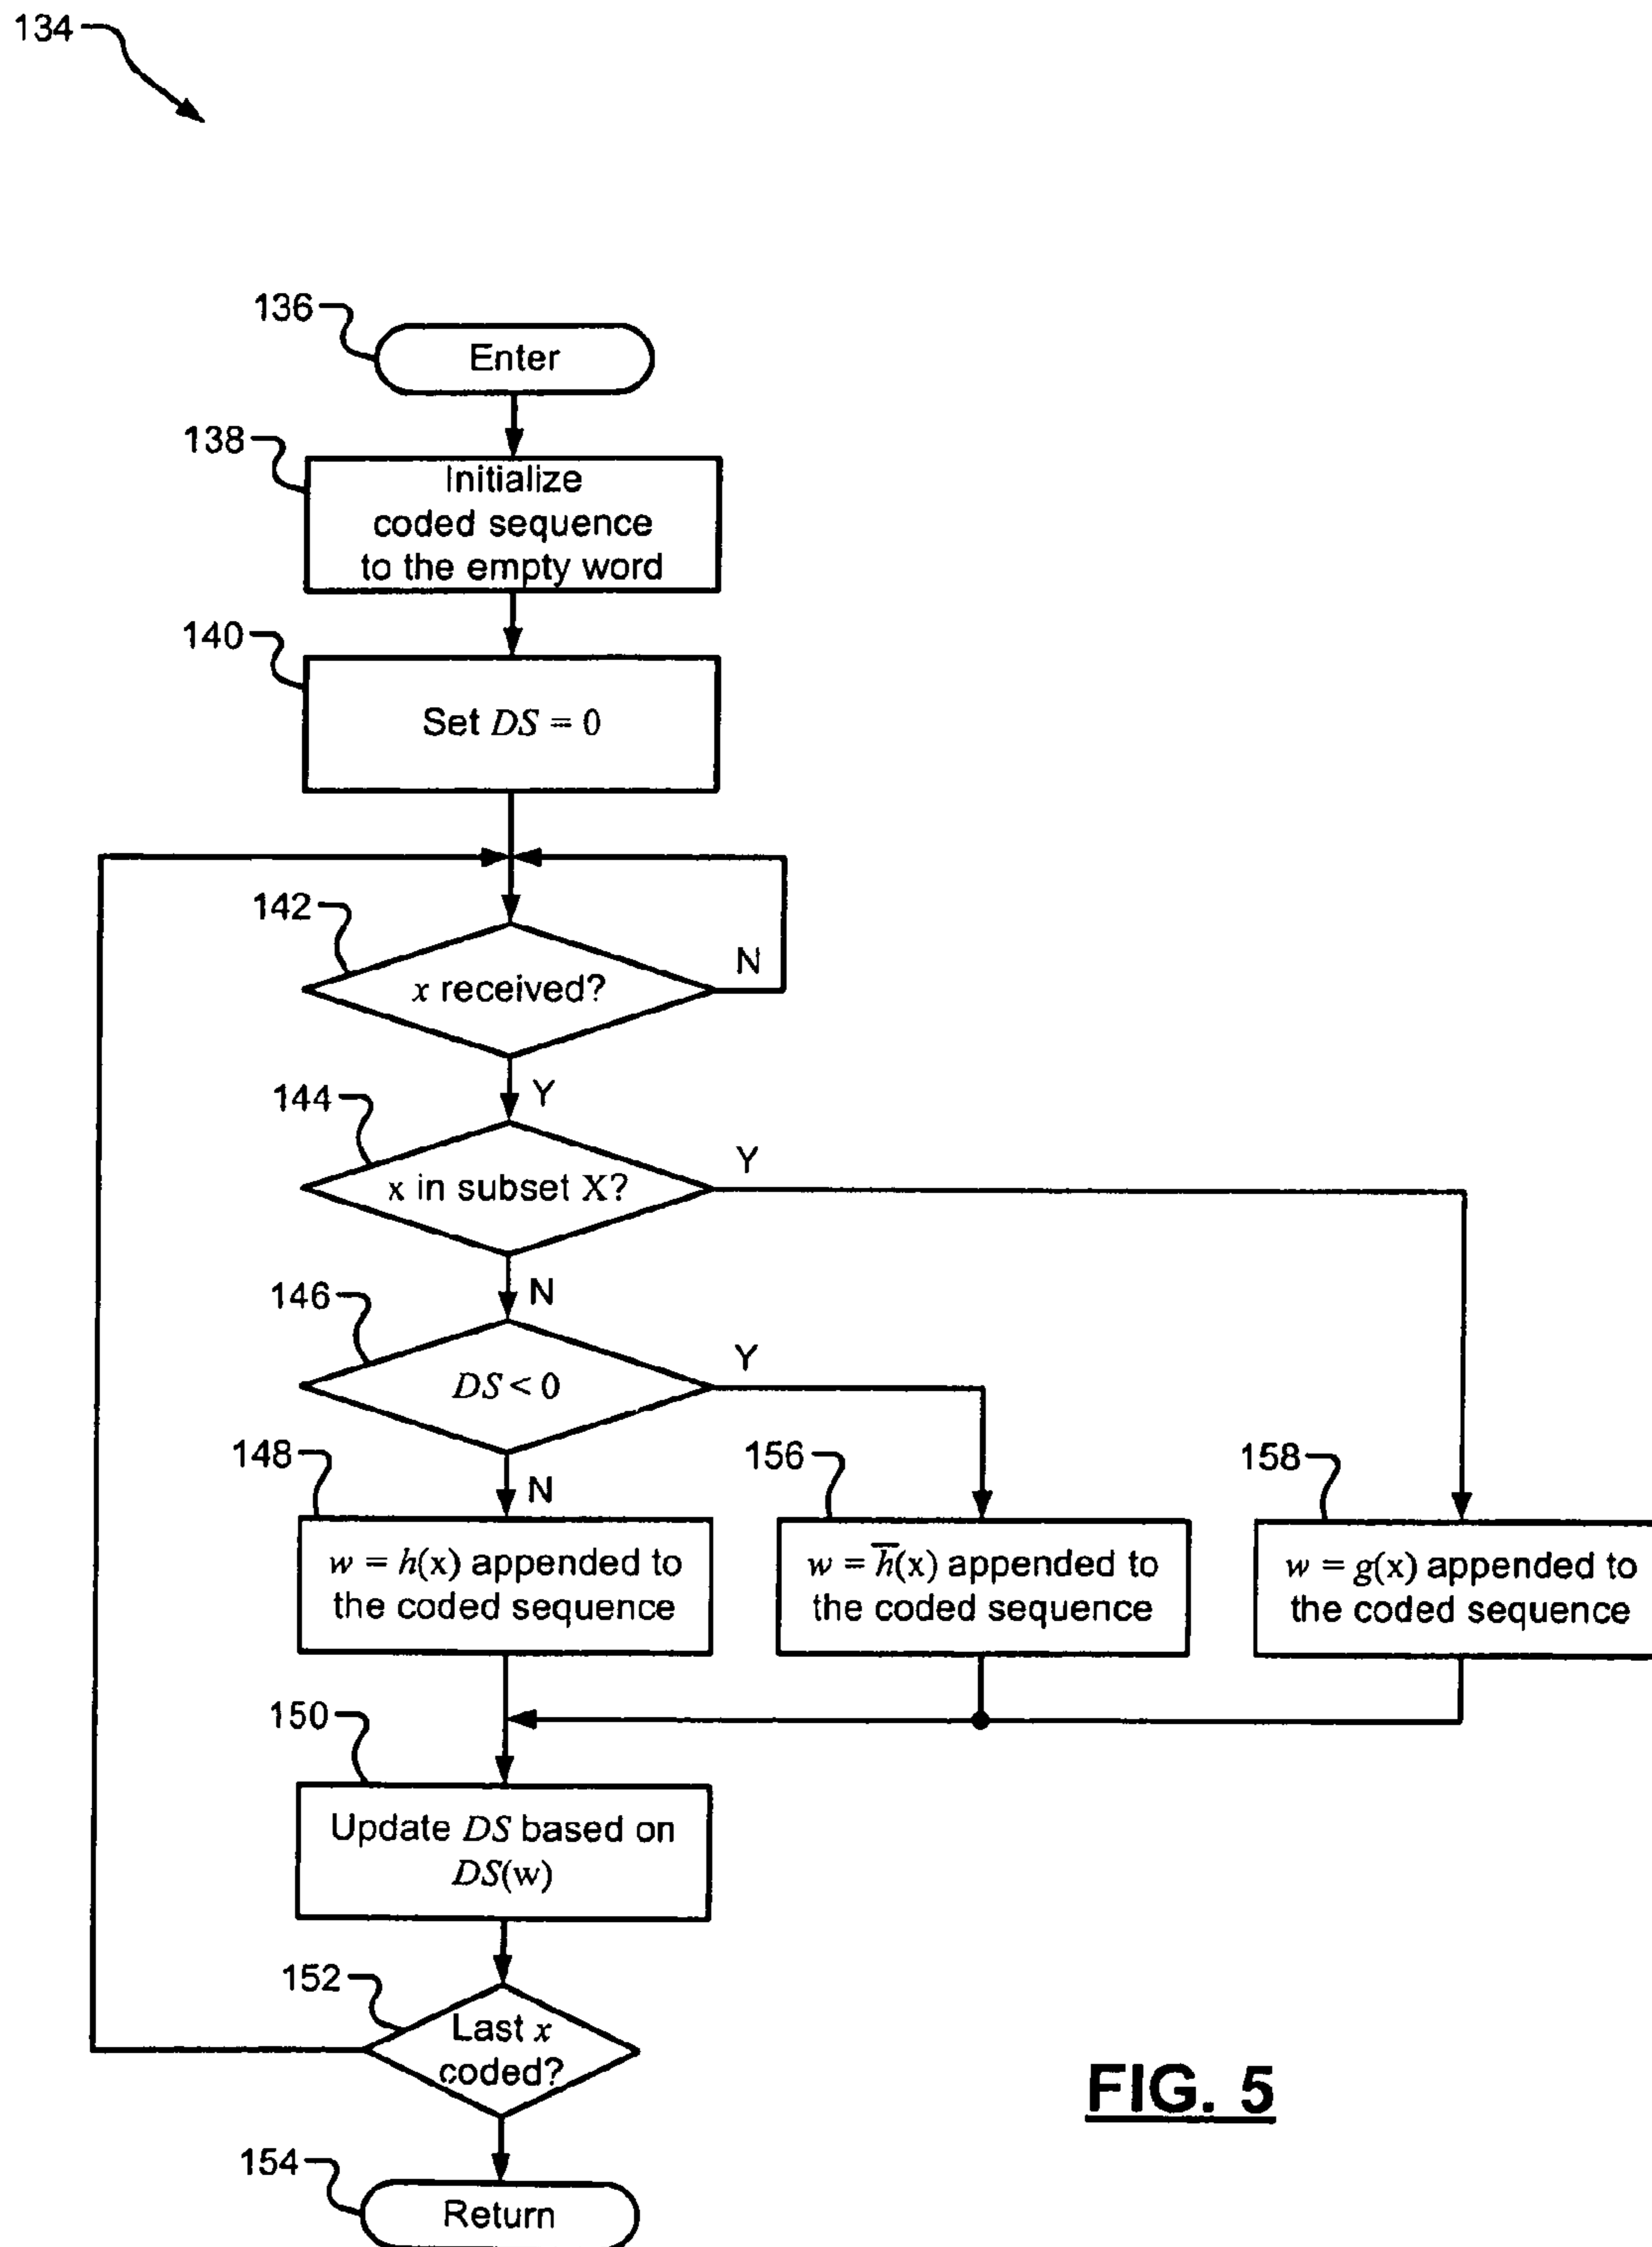 134
136
Enter
138
Initialize
coded sequence
to the empty word
140
Set DS = 0
142
x received?
N
Y
144
x in subset X?
Y
N
146
DS < 0
Y
N
148
w = h(x) appended to
the coded sequence
156
w = h̅(x) appended to
the coded sequence
158
w = g(x) appended to
the coded sequence
150
Update DS based on
DS(w)
152
Last x
coded?
154
Return
FIG. 5